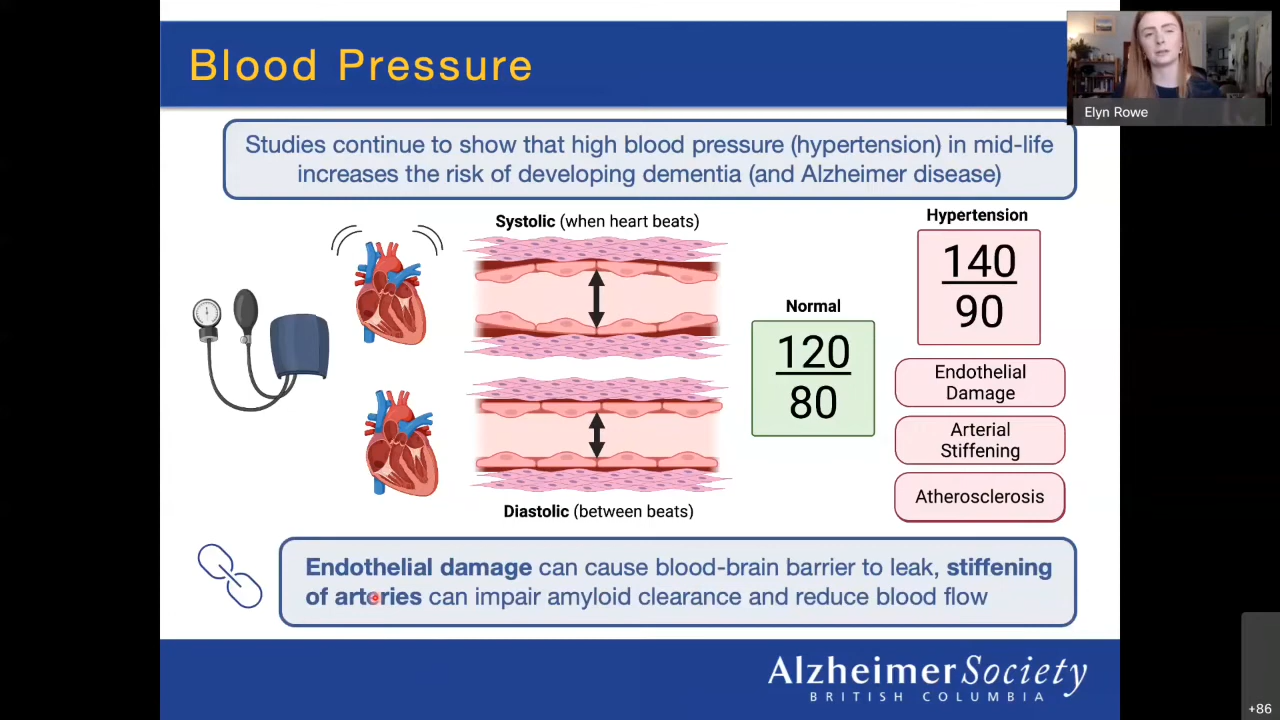 Blood Pressure
Elyn Rowe
Studies continue to show that high blood pressure (hypertension) in mid-life
increases the risk of developing dementia (and Alzheimer disease)
Systolic (when heart beats)
Hypertension
140
90
Normal
120
80
Endothelial
Damage
Arterial
Stiffening
Atherosclerosis
Diastolic (between beats)
Endothelial damage can cause blood-brain barrier to leak, stiffening
of arteries can impair amyloid clearance and reduce blood flow
AlzheimerSociety
BRITISH COLUMBIA
+86